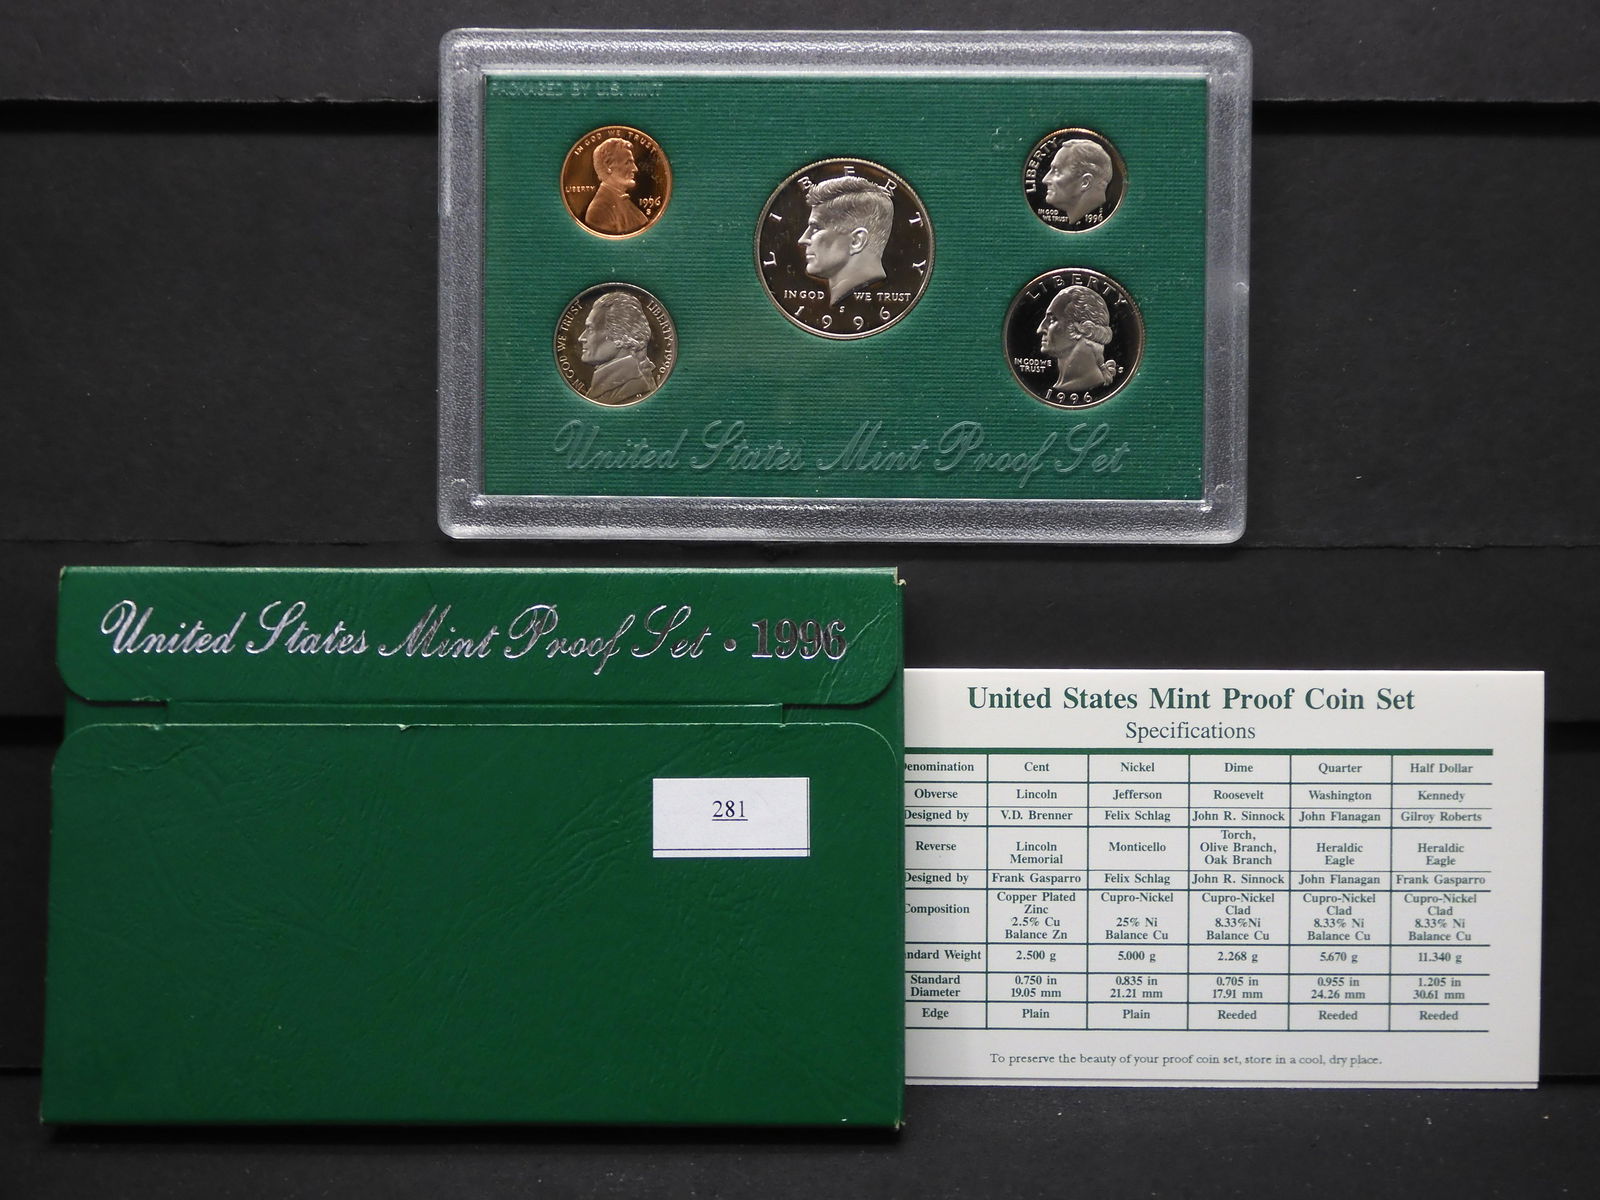 PACKAGED BY U.S. MINT
IN GOD WE TRUST
LIBERTY
1996
S
LIBERTY
IN GOD WE TRUST
S
1996
LIBERTY
IN GOD
WE TRUST
S
1996
IN GOD WE TRUST
LIBERTY · 1996
LIBERTY
IN GOD WE
TRUST
S
1996
United States Mint Proof Set
United States Mint Proof Set · 1996
281
United States Mint Proof Coin Set
Specifications
enomination Cent Nickel Dime Quarter Half Dollar
Obverse Lincoln Jefferson Roosevelt Washington Kennedy
Designed by V.D. Brenner Felix Schlag John R. Sinnock John Flanagan Gilroy Roberts
Reverse Lincoln Memorial Monticello Torch, Olive Branch, Oak Branch Heraldic Eagle Heraldic Eagle
Designed by Frank Gasparro Felix Schlag John R. Sinnock John Flanagan Frank Gasparro
Composition Copper Plated Zinc 2.5% Cu Balance Zn Cupro-Nickel 25% Ni Balance Cu Cupro-Nickel Clad 8.33%Ni Balance Cu Cupro-Nickel Clad 8.33% Ni Balance Cu Cupro-Nickel Clad 8.33% Ni Balance Cu
ndard Weight 2.500 g 5.000 g 2.268 g 5.670 g 11.340 g
Standard Diameter 0.750 in 19.05 mm 0.835 in 21.21 mm 0.705 in 17.91 mm 0.955 in 24.26 mm 1.205 in 30.61 mm
Edge Plain Plain Reeded Reeded Reeded
To preserve the beauty of your proof coin set, store in a cool, dry place.